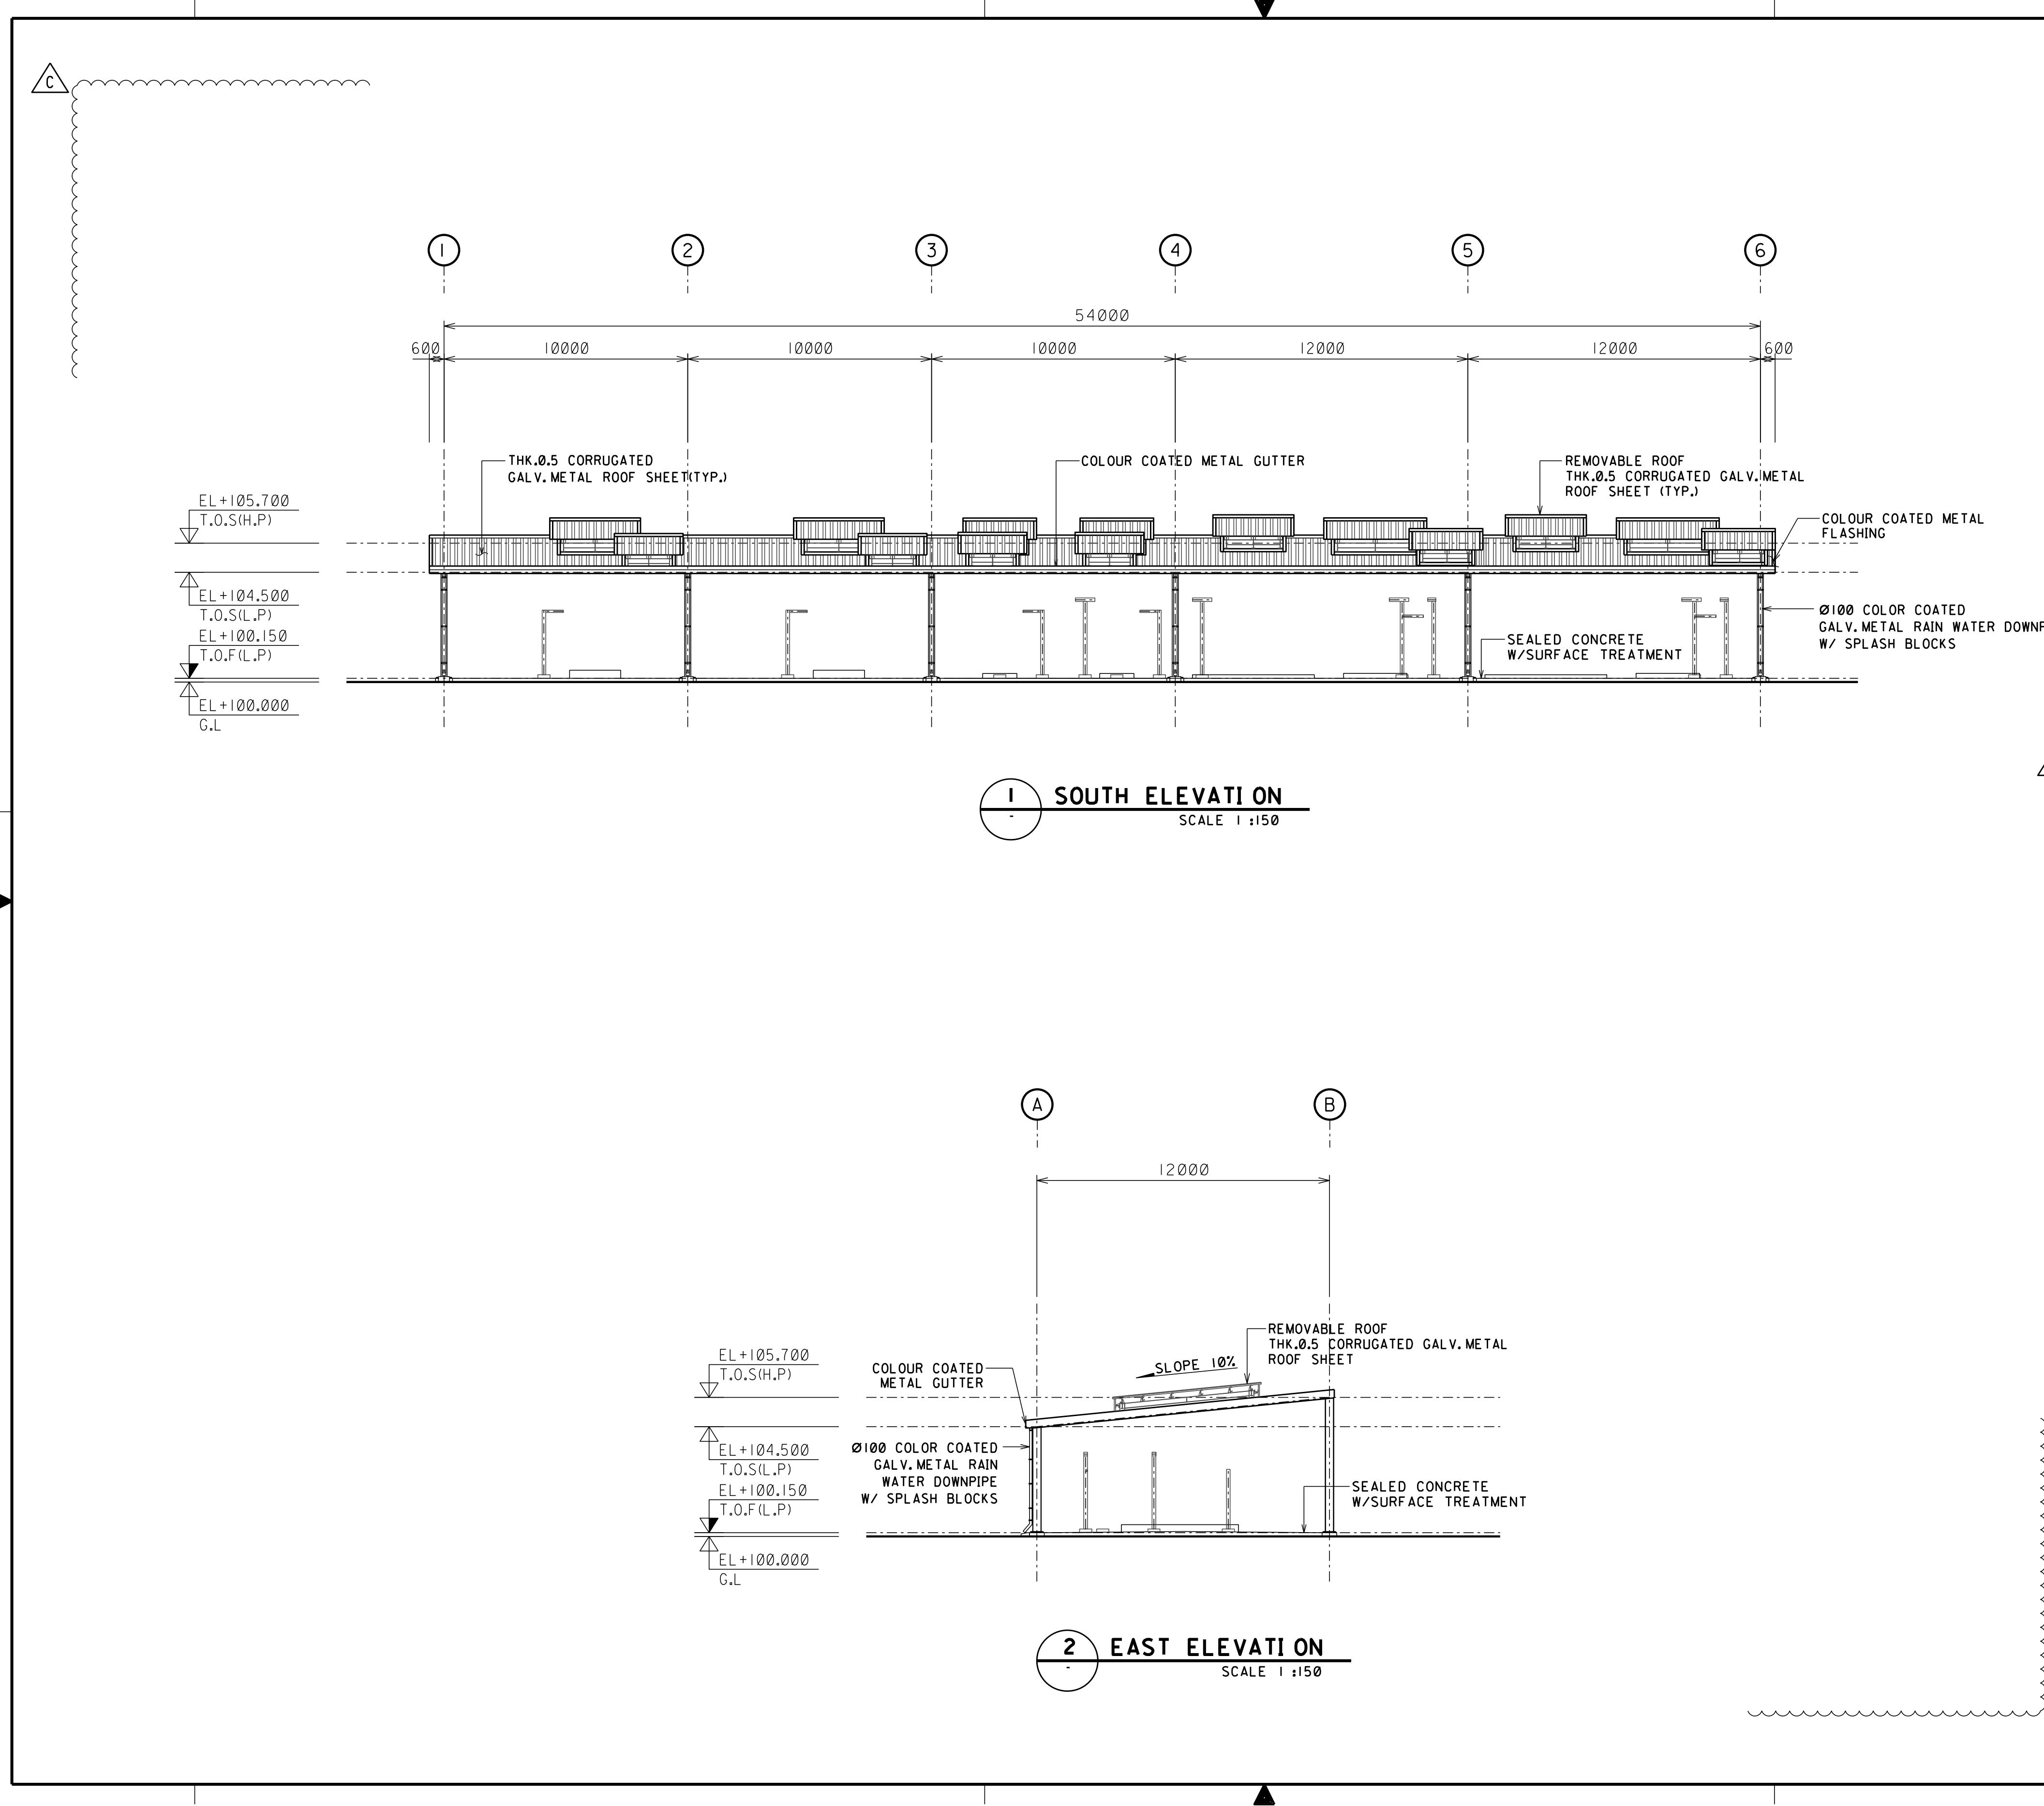 C
1 2 3 4 5 6
54000
600 10000 10000 10000 12000 12000 600
THK.0.5 CORRUGATED
GALV.METAL ROOF SHEET(TYP.)
COLOUR COATED METAL GUTTER
REMOVABLE ROOF
THK.0.5 CORRUGATED GALV.METAL
ROOF SHEET (TYP.)
COLOUR COATED METAL
FLASHING
EL+105.700
T.O.S(H.P)
EL+104.500
T.O.S(L.P)
EL+100.150
T.O.F(L.P)
EL+100.000
G.L
SEALED CONCRETE
W/SURFACE TREATMENT
Ø100 COLOR COATED
GALV.METAL RAIN WATER DOWNP
W/ SPLASH BLOCKS
1
-
SOUTH ELEVATION
SCALE 1:150
A B
12000
REMOVABLE ROOF
THK.0.5 CORRUGATED GALV.METAL
ROOF SHEET
SLOPE 10%
COLOUR COATED
METAL GUTTER
EL+105.700
T.O.S(H.P)
EL+104.500
T.O.S(L.P)
EL+100.150
T.O.F(L.P)
EL+100.000
G.L
Ø100 COLOR COATED
GALV.METAL RAIN
WATER DOWNPIPE
W/ SPLASH BLOCKS
SEALED CONCRETE
W/SURFACE TREATMENT
2
-
EAST ELEVATION
SCALE 1:150